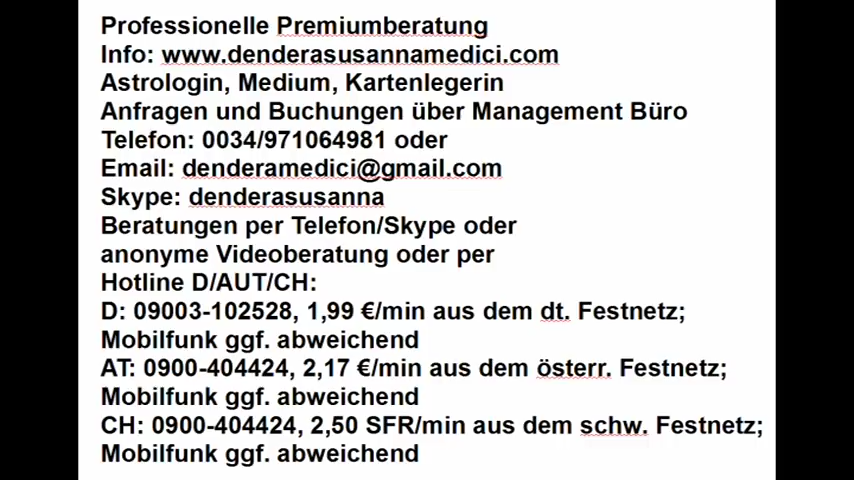 Professionelle Premiumberatung
Info: www.denderasusannamedici.com
Astrologin, Medium, Kartenlegerin
Anfragen und Buchungen über Management Büro
Telefon: 0034/971064981 oder
Email: denderamedici@gmail.com
Skype: denderasusanna
Beratungen per Telefon/Skype oder
anonyme Videoberatung oder per
Hotline D/AUT/CH:
D: 09003-102528, 1,99 €/min aus dem dt. Festnetz;
Mobilfunk ggf. abweichend
AT: 0900-404424, 2,17 €/min aus dem österr. Festnetz;
Mobilfunk ggf. abweichend
CH: 0900-404424, 2,50 SFR/min aus dem schw. Festnetz;
Mobilfunk ggf. abweichend